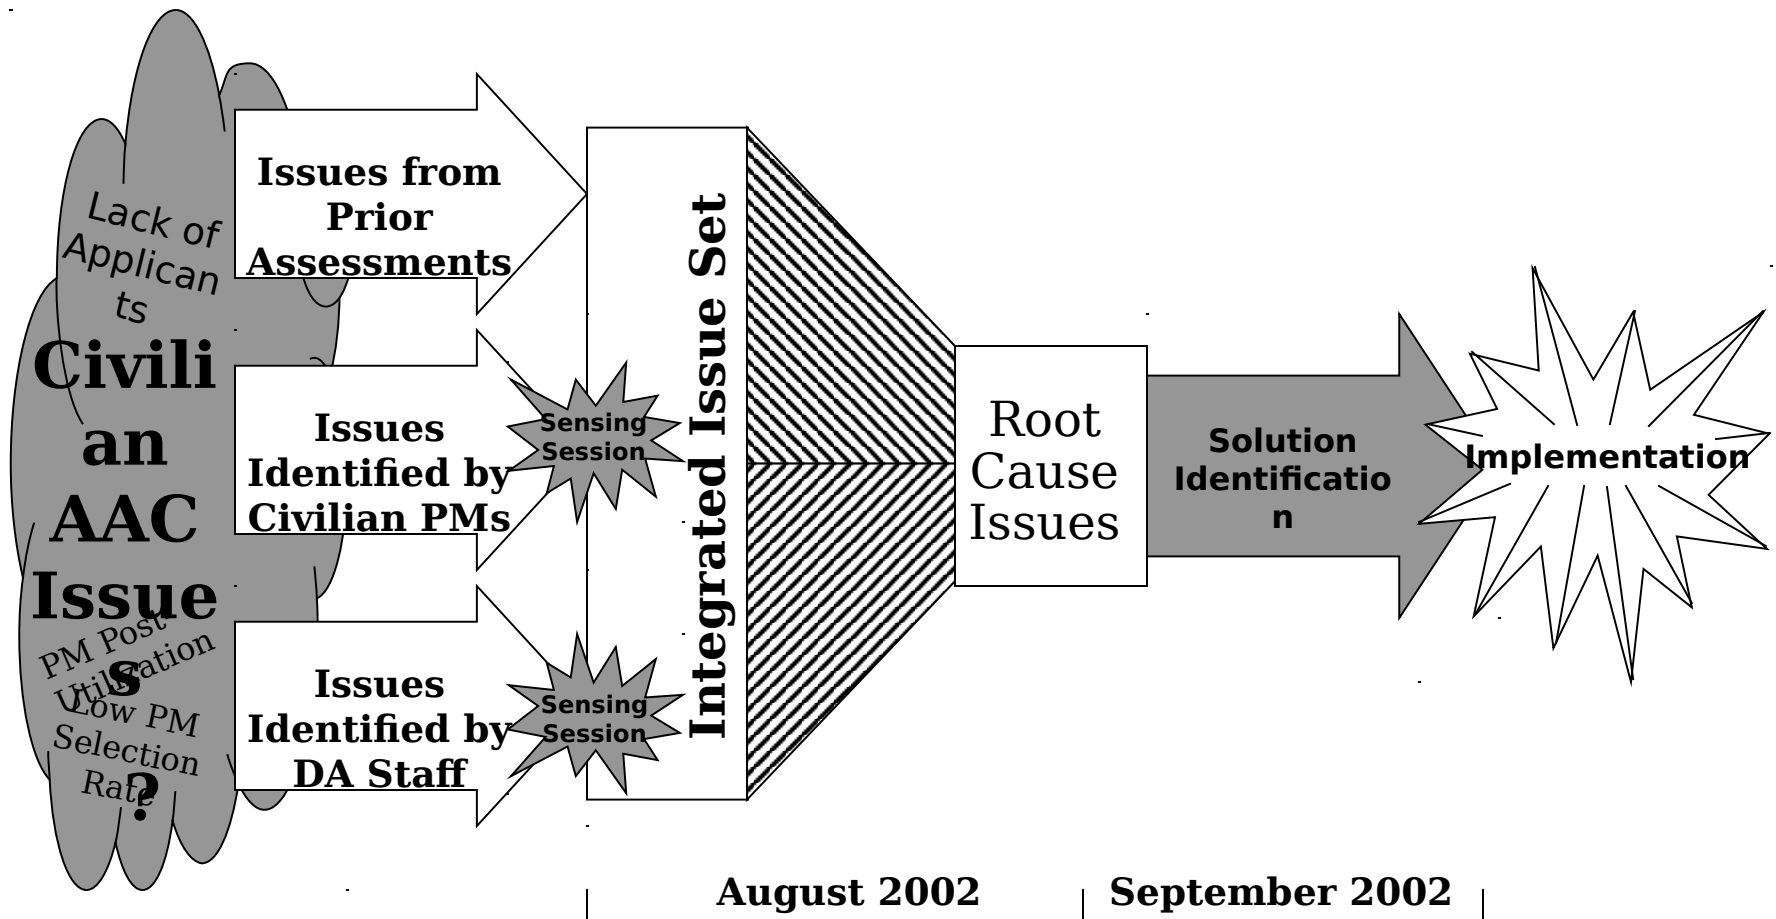 Lack of
Applican
ts
Civili
an
AAC
Issue
s
?
PM Post-
Utilization
Low PM
Selection
Rate
Issues from
Prior
Assessments
Issues
Identified by
Civilian PMs
Issues
Identified by
DA Staff
Sensing
Session
Sensing
Session
Integrated Issue Set
Root
Cause
Issues
Solution
Identificatio
n
Implementation
August 2002
September 2002